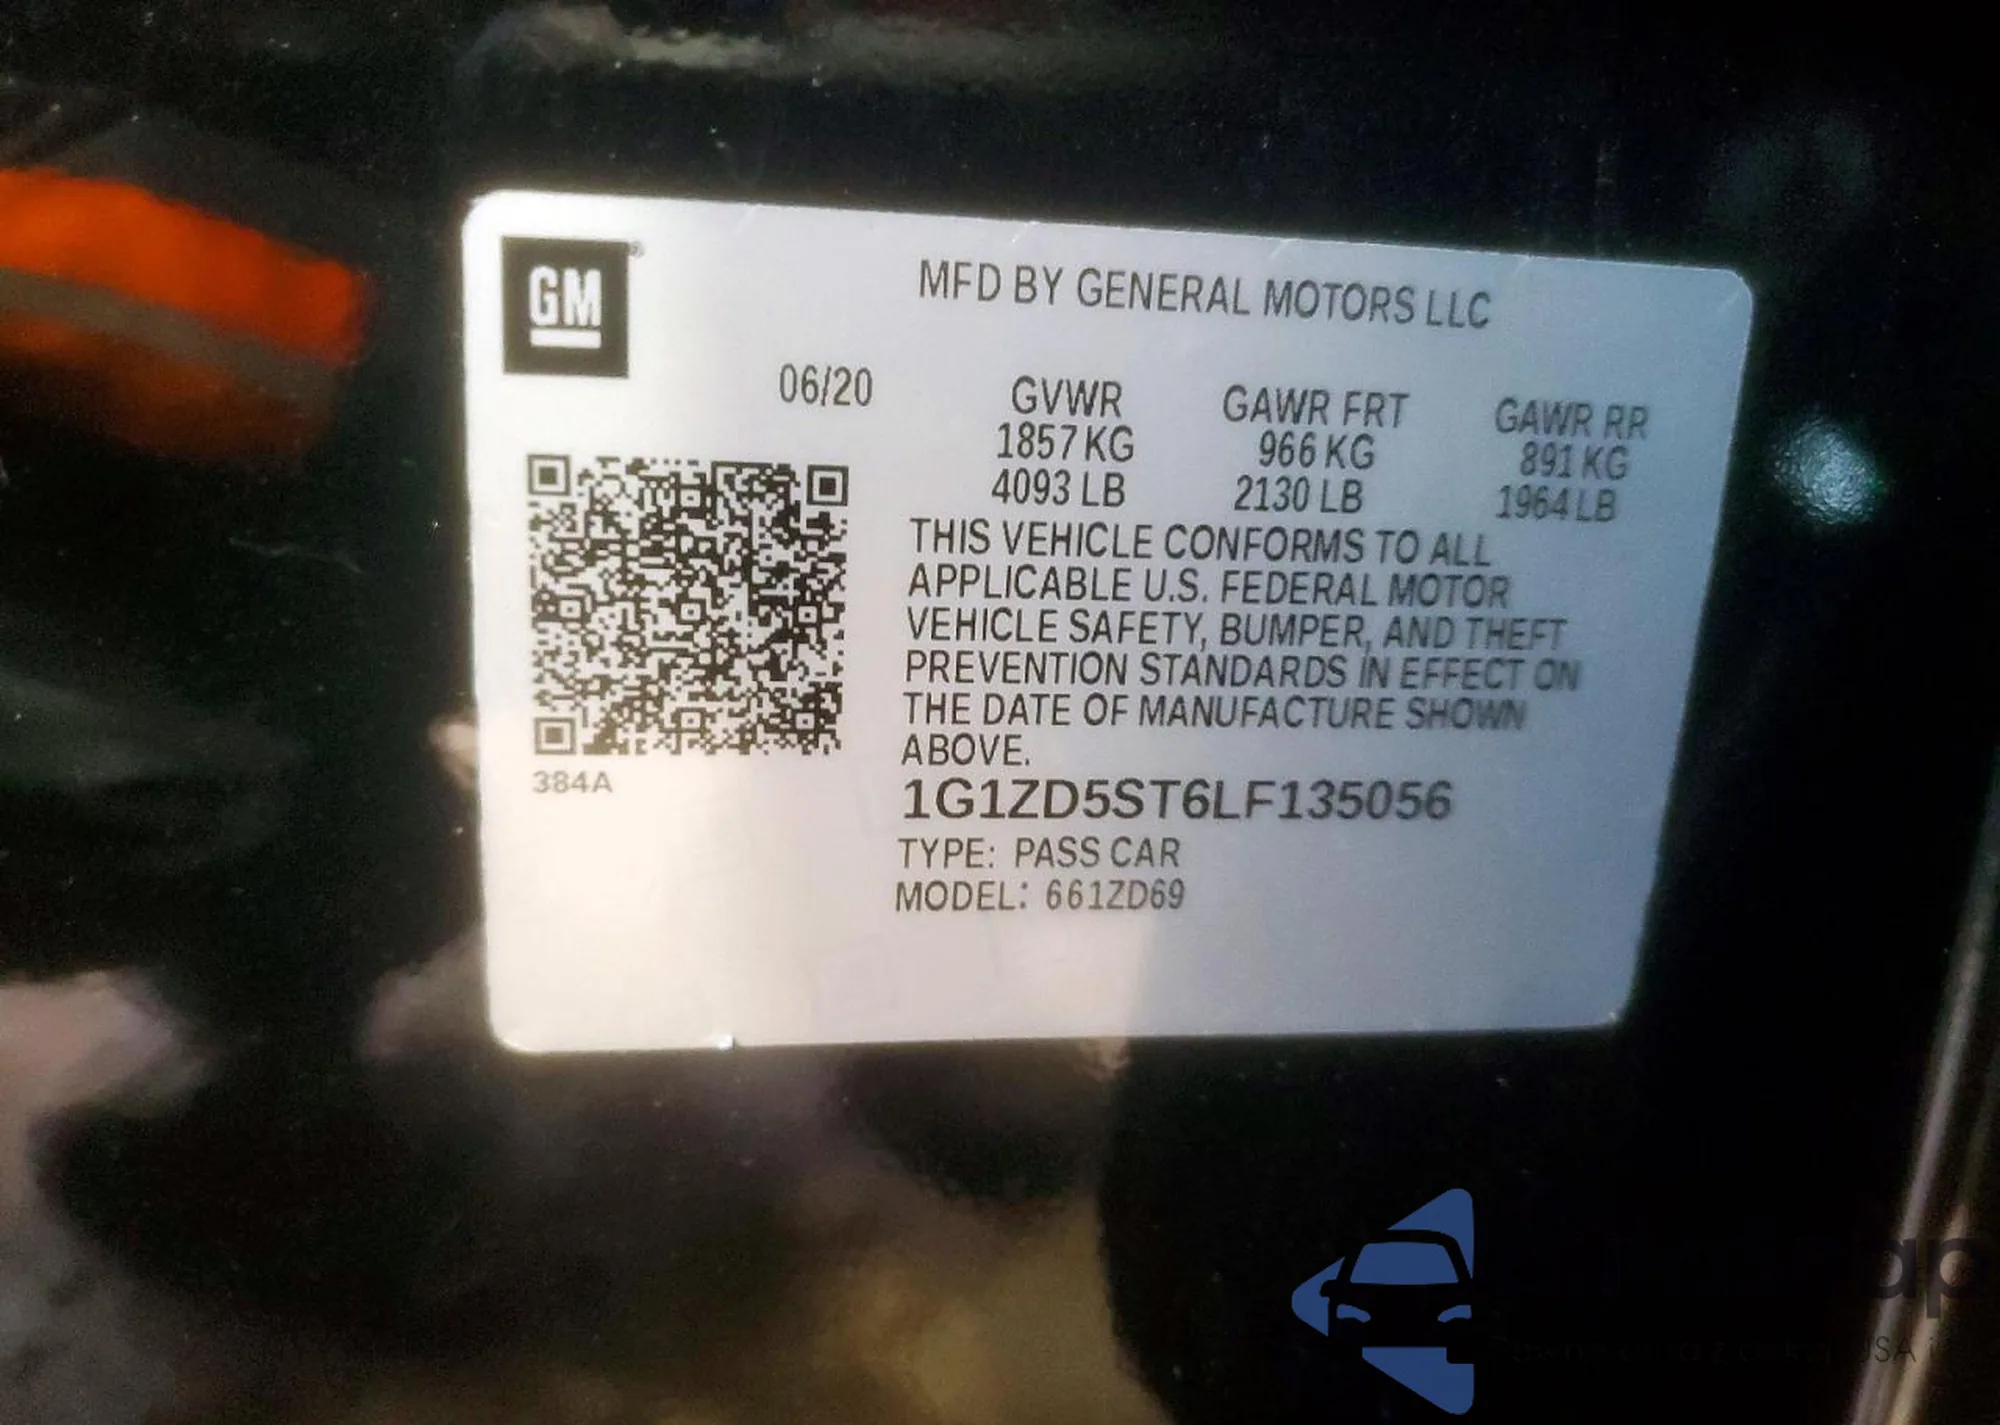 GM
MFD BY GENERAL MOTORS LLC
06/20
GVWR GAWR FRT GAWR RR
1857 KG 966 KG 891 KG
4093 LB 2130 LB 1964 LB
THIS VEHICLE CONFORMS TO ALL
APPLICABLE U.S. FEDERAL MOTOR
VEHICLE SAFETY, BUMPER, AND THEFT
PREVENTION STANDARDS IN EFFECT ON
THE DATE OF MANUFACTURE SHOWN
ABOVE.
384A
1G1ZD5ST6LF135056
TYPE: PASS CAR
MODEL: 661ZD69